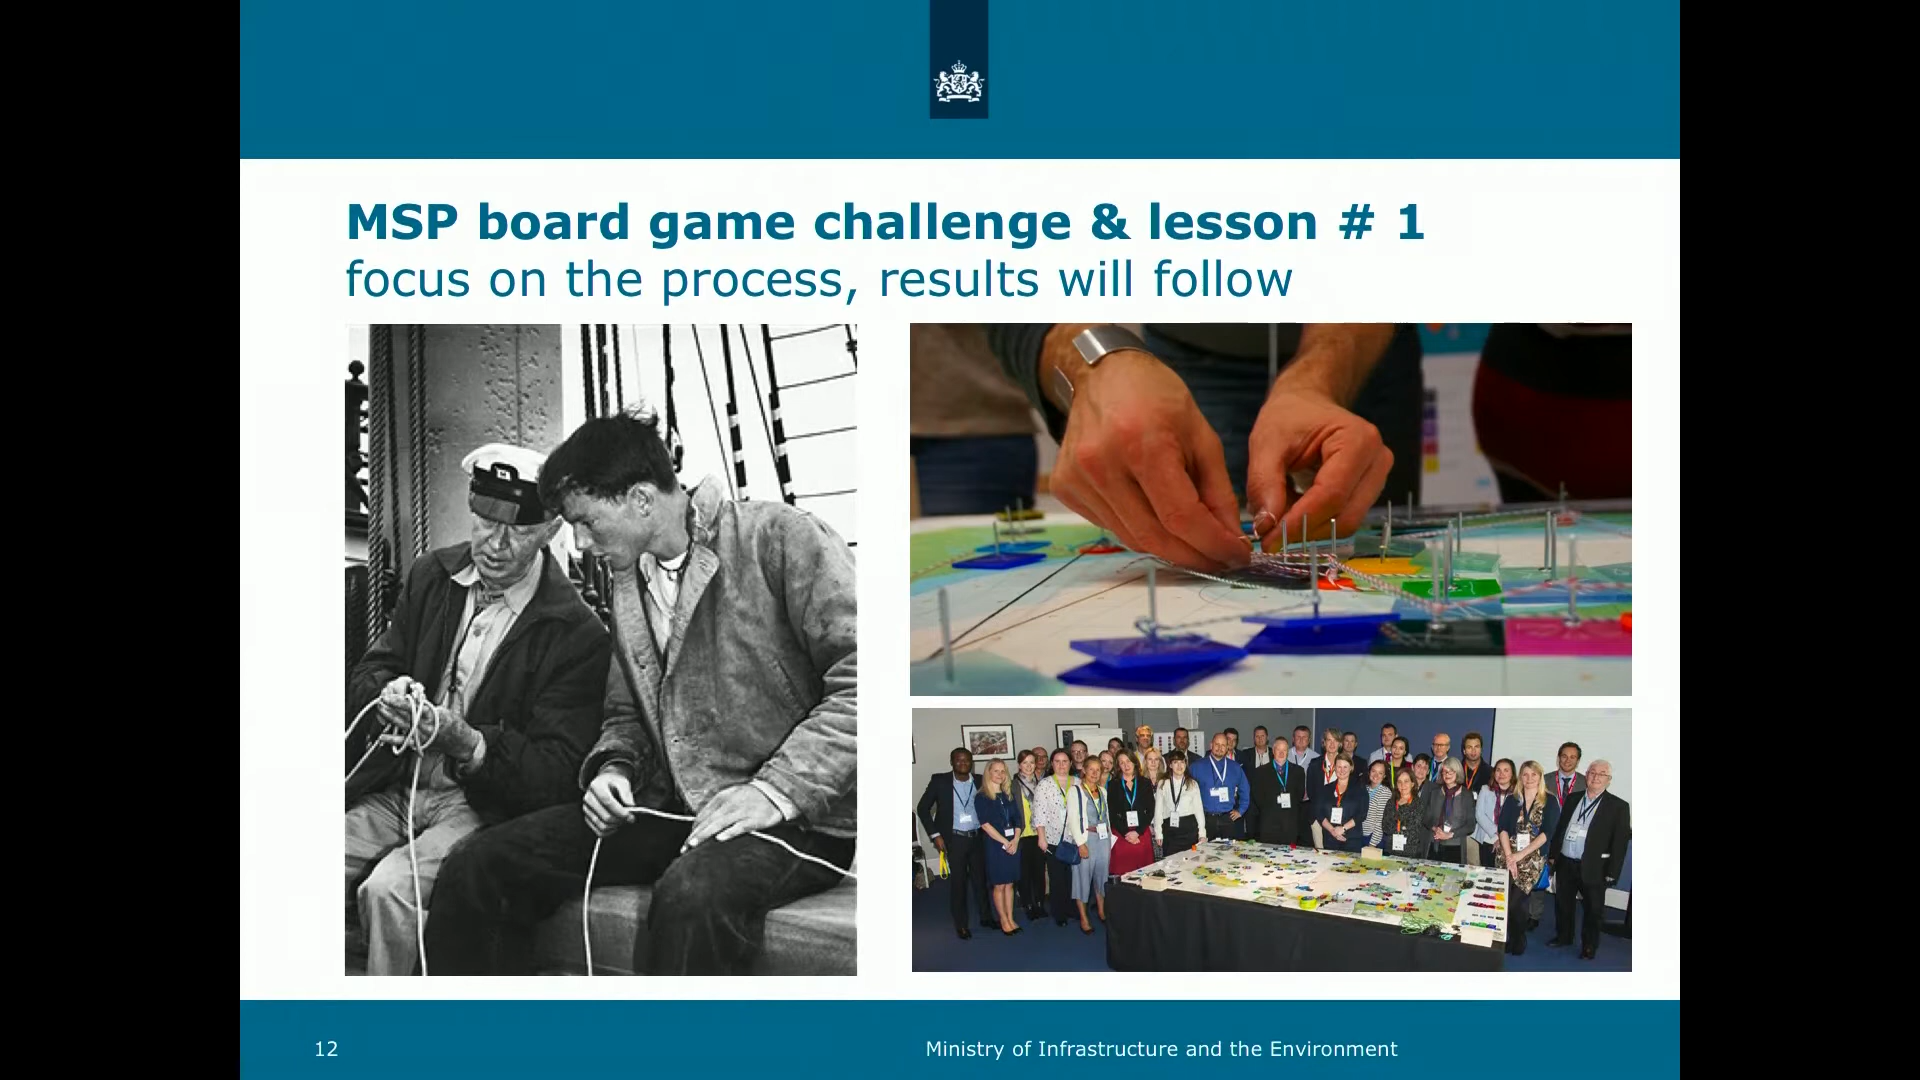 MSP board game challenge & lesson # 1
focus on the process, results will follow
12
Ministry of Infrastructure and the Environment